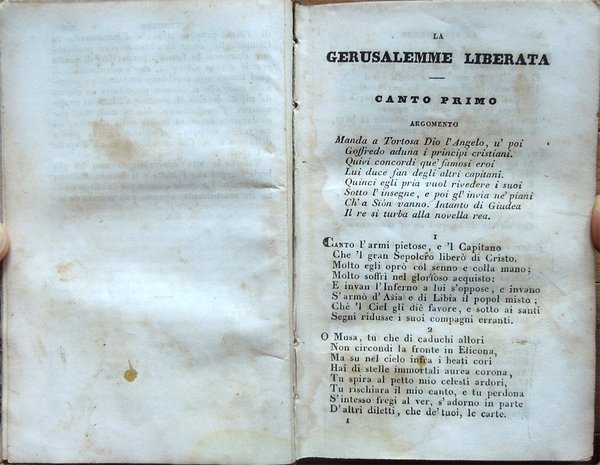 LA
GERUSALEMME LIBERATA
CANTO PRIMO
ARGOMENTO
Manda a Tortosa Dio l'Angelo, u' poi
Goffredo aduna i principi cristiani.
Quivi concordi que' famosi eroi
Lui duce fan degli altri capitani.
Quinci egli pria vuol rivedere i suoi
Sotto l'insegne, e poi gl'invia ne' piani
Ch'a Siòn vanno. Intanto di Giudea
Il re si turba alla novella rea.
1
CANTO l'armi pietose, e 'l Capitano
Che 'l gran Sepolcro liberò di Cristo.
Molto egli oprò col senno e colla mano;
Molto soffrì nel glorioso acquisto:
E invan l'Inferno a lui s'oppose, e invano
S'armò d'Asia e di Libia il popol misto;
Chè 'l Ciel gli diè favore, e sotto ai santi
Segni ridusse i suoi compagni erranti.
2
O Musa, tu che di caduchi allori
Non circondi la fronte in Elicona,
Ma su nel cielo infra i beati cori
Hai di stelle immortali aurea corona,
Tu spira al petto mio celesti ardori,
Tu rischiara il mio canto, e tu perdona
S'intesso fregi al ver, s'adorno in parte
D'altri diletti, che de' tuoi, le carte.
1